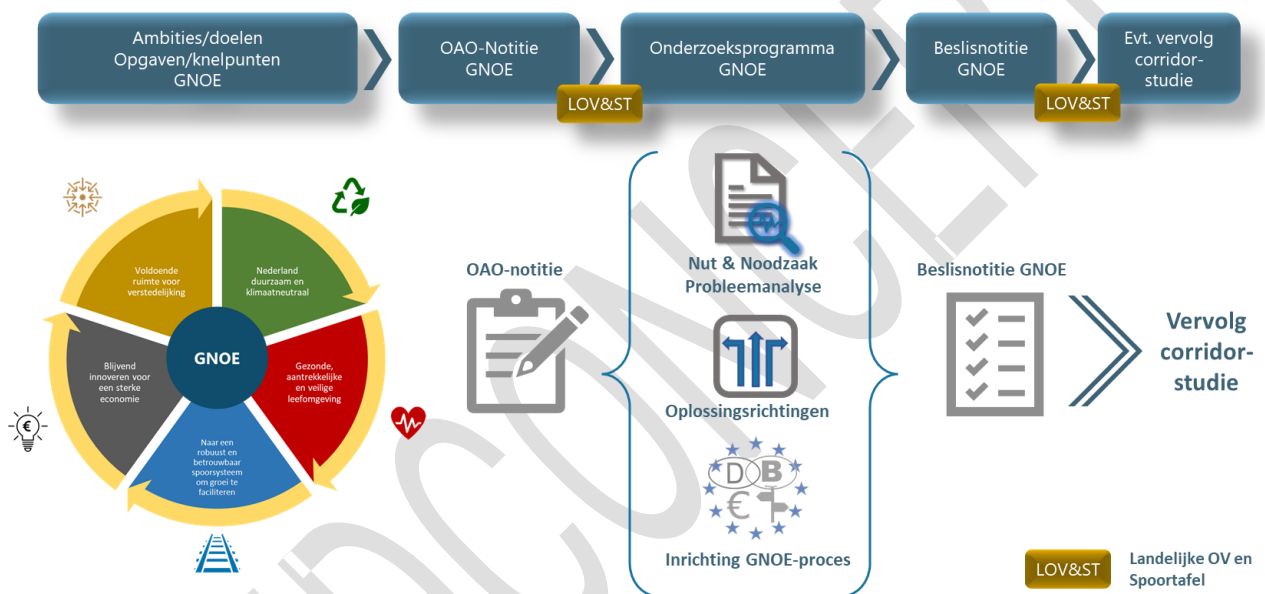 Ambities/doelen
Opgaven/knelpunten
GNOE
OAO-Notitie
GNOE
LOV&ST
Onderzoeksprogramma
GNOE
Beslisnotitie
GNOE
LOV&ST
Evt. vervolg
corridor-
studie
Voldoende
ruimte voor
verstedelijking
Nederland
duurzaam en
klimaatneutraal
Blijvend
innoveren voor
een sterke
economie
GNOE
Gezonde,
aantrekkelijke
en veilige
leefomgeving
Naar een
robuust en
betrouwbaar
spoorsysteem
om groei te
faciliteren
€
OAO-notitie
Nut & Noodzaak
Probleemanalyse
Oplossingsrichtingen
D B
€
Inrichting GNOE-proces
Beslisnotitie GNOE
Vervolg
corridor-
studie
LOV&ST
Landelijke OV en
Spoortafel